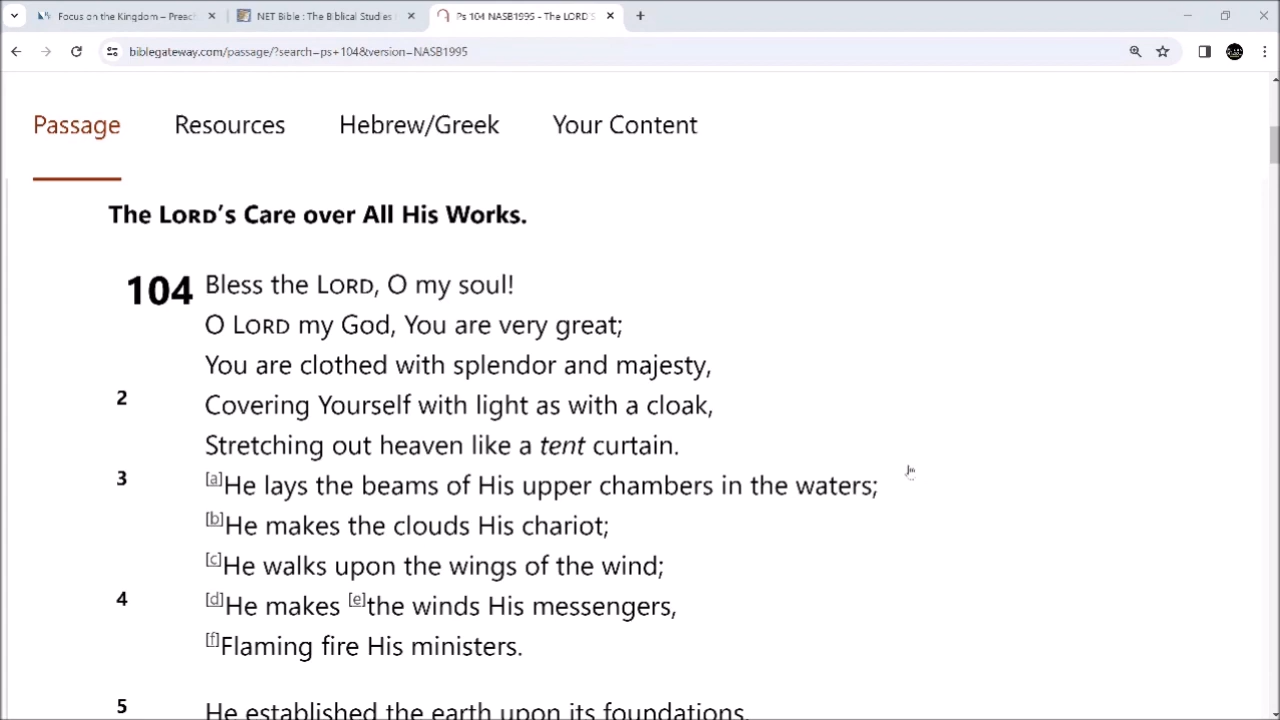 Focus on the Kingdom – Preach
NET Bible : The Biblical Studies
Ps 104 NASB1995 - The LORD'S
biblegateway.com/passage/?search=ps+104&version=NASB1995
Passage Resources Hebrew/Greek Your Content
The LORD's Care over All His Works.
104 Bless the LORD, O my soul!
O LORD my God, You are very great;
You are clothed with splendor and majesty,
2 Covering Yourself with light as with a cloak,
Stretching out heaven like a tent curtain.
3 [a]He lays the beams of His upper chambers in the waters;
[b]He makes the clouds His chariot;
[c]He walks upon the wings of the wind;
4 [d]He makes [e]the winds His messengers,
[f]Flaming fire His ministers.
5 He established the earth upon its foundations,